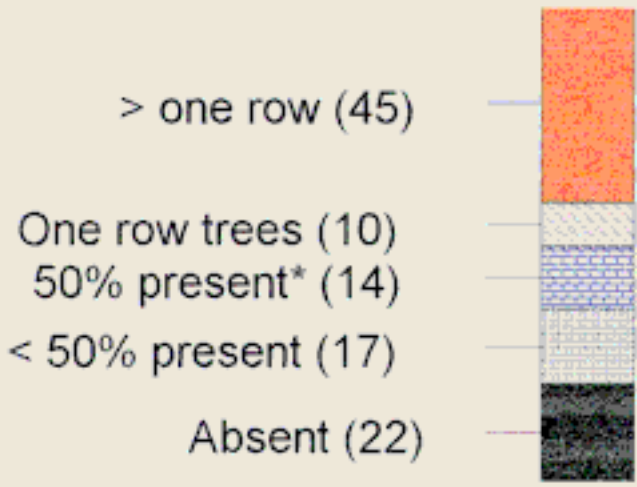 > one row (45)
One row trees (10)
50% present* (14)
< 50% present (17)
Absent (22)